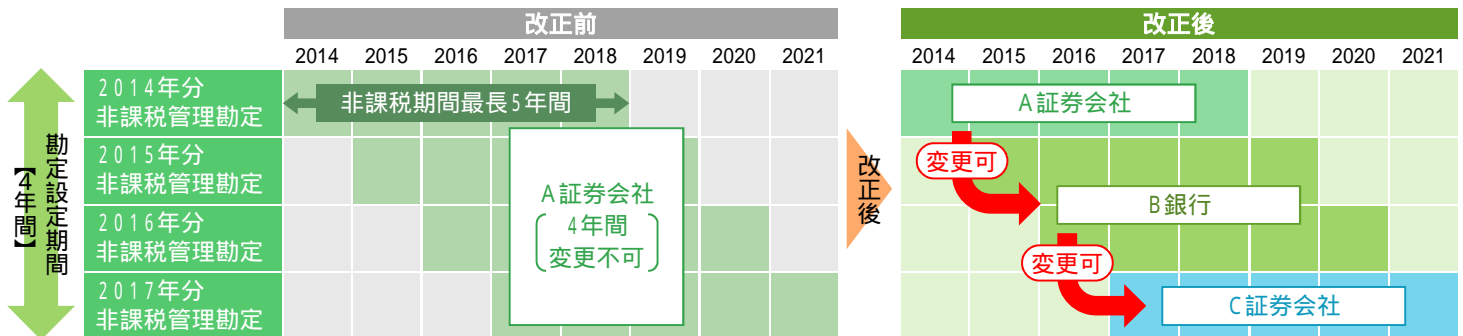 改正前
2014 2015 2016 2017 2018 2019 2020 2021
勘定設定期間
【4年間】
2014年分
非課税管理勘定
2015年分
非課税管理勘定
2016年分
非課税管理勘定
2017年分
非課税管理勘定
非課税期間最長5年間
A証券会社
4年間
変更不可
改正後
改正後
2014 2015 2016 2017 2018 2019 2020 2021
A証券会社
変更可
B銀行
変更可
C証券会社